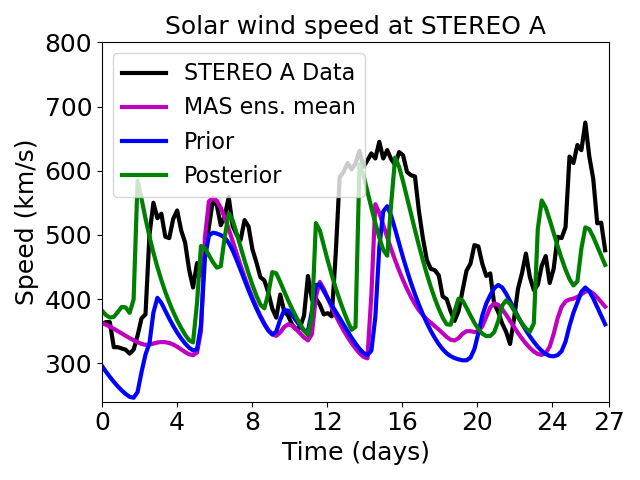 Solar wind speed at STEREO A
800
700
600
500
400
300
Speed (km/s)
STEREO A Data
MAS ens. mean
Prior
Posterior
0 4 8 12 16 20 24 27
Time (days)